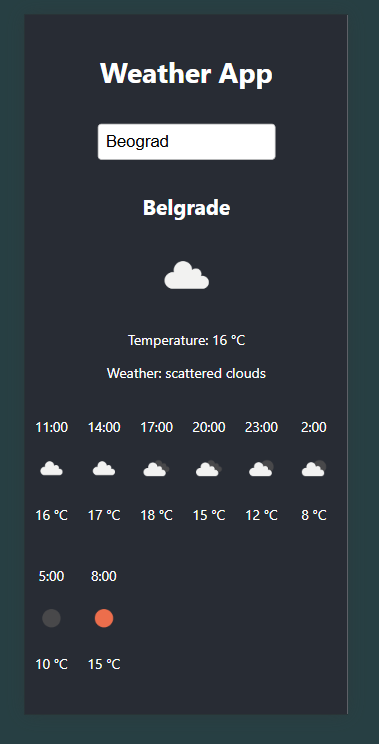 Weather App
Beograd
Belgrade
Temperature: 16 °C
Weather: scattered clouds
11:00 14:00 17:00 20:00 23:00 2:00
16 °C 17 °C 18 °C 15 °C 12 °C 8 °C
5:00 8:00
10 °C 15 °C